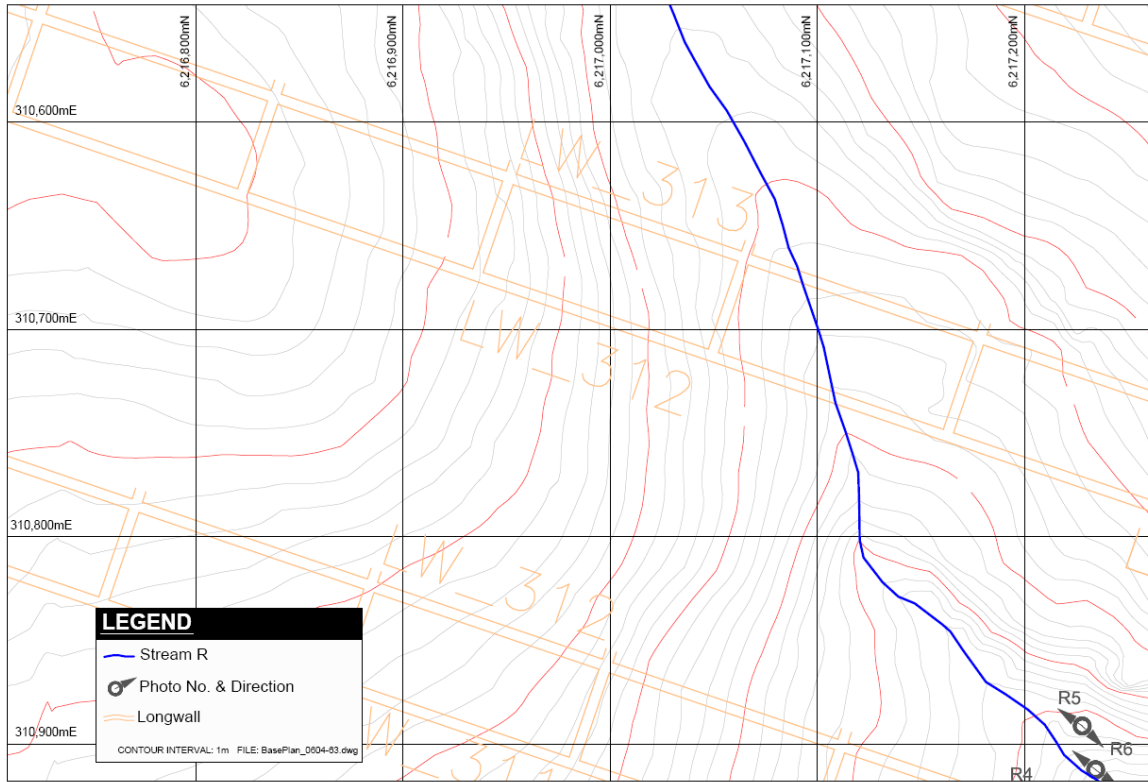 6,216,800mN
6,216,900mN
6,217,000mN
6,217,100mN
6,217,200mN
310,600mE
LW 313
310,700mE
LW 312
310,800mE
LW 312
LEGEND
Stream R
Photo No. & Direction
Longwall
CONTOUR INTERVAL: 1m FILE: BasePlan_0604-63.dwg
310,900mE
R5
R6
R4